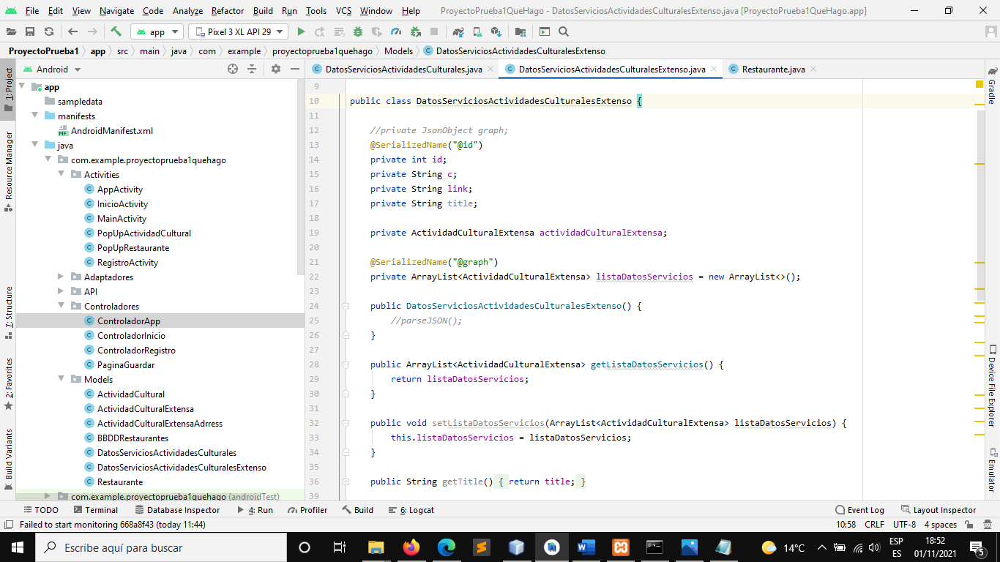 File Edit View Navigate Code Analyze Refactor Build Run Tools VCS Window Help ProyectoPrueba1QueHago - DatosServiciosActividadesCulturalesExtenso.java [ProyectoPrueba1QueHago.app]
app Pixel 3 XL API 29
ProyectoPrueba1 app src main java com example proyectoprueba1quehago Models DatosServiciosActividadesCulturalesExtenso
Android
DatosServiciosActividadesCulturales.java DatosServiciosActividadesCulturalesExtenso.java Restaurante.java
1: Project
Resource Manager
7: Structure
2: Favorites
Build Variants
app
sampledata
manifests
AndroidManifest.xml
java
com.example.proyectoprueba1quehago
Activities
AppActivity
InicioActivity
MainActivity
PopUpActividadCultural
PopUpRestaurante
RegistroActivity
Adaptadores
API
Controladores
ControladorApp
ControladorInicio
ControladorRegistro
PaginaGuardar
Models
ActividadCultural
ActividadCulturalExtensa
ActividadCulturalExtensaAdrress
BBDDRestaurantes
DatosServiciosActividadesCulturales
DatosServiciosActividadesCulturalesExtenso
Restaurante
com.example.proyectoprueba1quehago (androidTest)
9
10 public class DatosServiciosActividadesCulturalesExtenso {
11
12 //private JsonObject graph;
13 @SerializedName("@id")
14 private int id;
15 private String c;
16 private String link;
17 private String title;
18
19 private ActividadCulturalExtensa actividadCulturalExtensa;
20
21 @SerializedName("@graph")
22 private ArrayList<ActividadCulturalExtensa> listaDatosServicios = new ArrayList<>();
23
24 public DatosServiciosActividadesCulturalesExtenso() {
25 //parseJSON();
26 }
27
28 public ArrayList<ActividadCulturalExtensa> getListaDatosServicios() {
29 return listaDatosServicios;
30 }
31
32 public void setListaDatosServicios(ArrayList<ActividadCulturalExtensa> listaDatosServicios) {
33 this.listaDatosServicios = listaDatosServicios;
34 }
35
36 public String getTitle() { return title; }
39
Gradle
Device File Explorer
Emulator
TODO Terminal Database Inspector 4: Run Profiler Build 6: Logcat Event Log Layout Inspector
Failed to start monitoring 668a8f43 (today 11:44) 10:58 CRLF UTF-8 4 spaces
Escribe aquí para buscar 14°C ESP 18:52
ES 01/11/2021 5